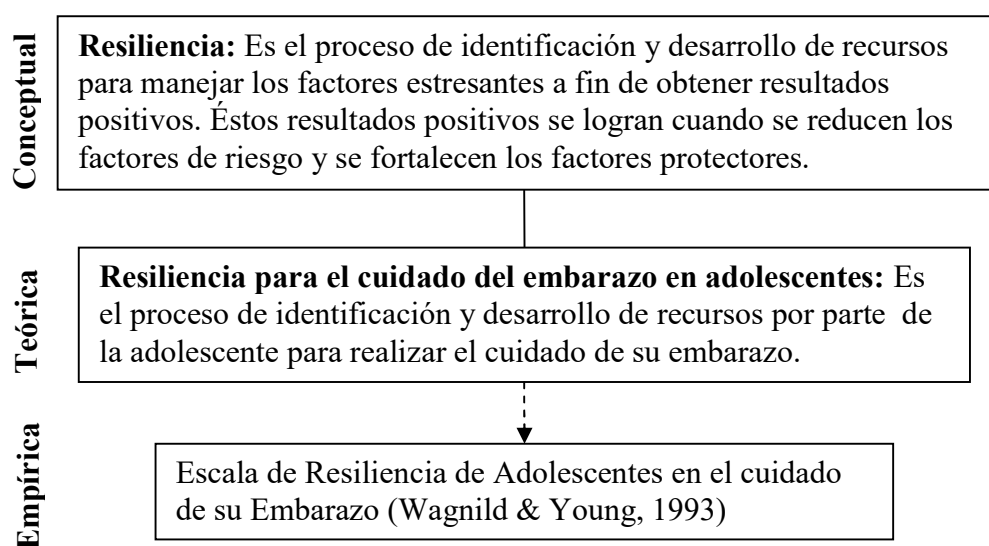 Conceptual
Resiliencia: Es el proceso de identificación y desarrollo de recursos
para manejar los factores estresantes a fin de obtener resultados
positivos. Éstos resultados positivos se logran cuando se reducen los
factores de riesgo y se fortalecen los factores protectores.
Teórica
Resiliencia para el cuidado del embarazo en adolescentes: Es
el proceso de identificación y desarrollo de recursos por parte de
la adolescente para realizar el cuidado de su embarazo.
Empírica
Escala de Resiliencia de Adolescentes en el cuidado
de su Embarazo (Wagnild & Young, 1993)